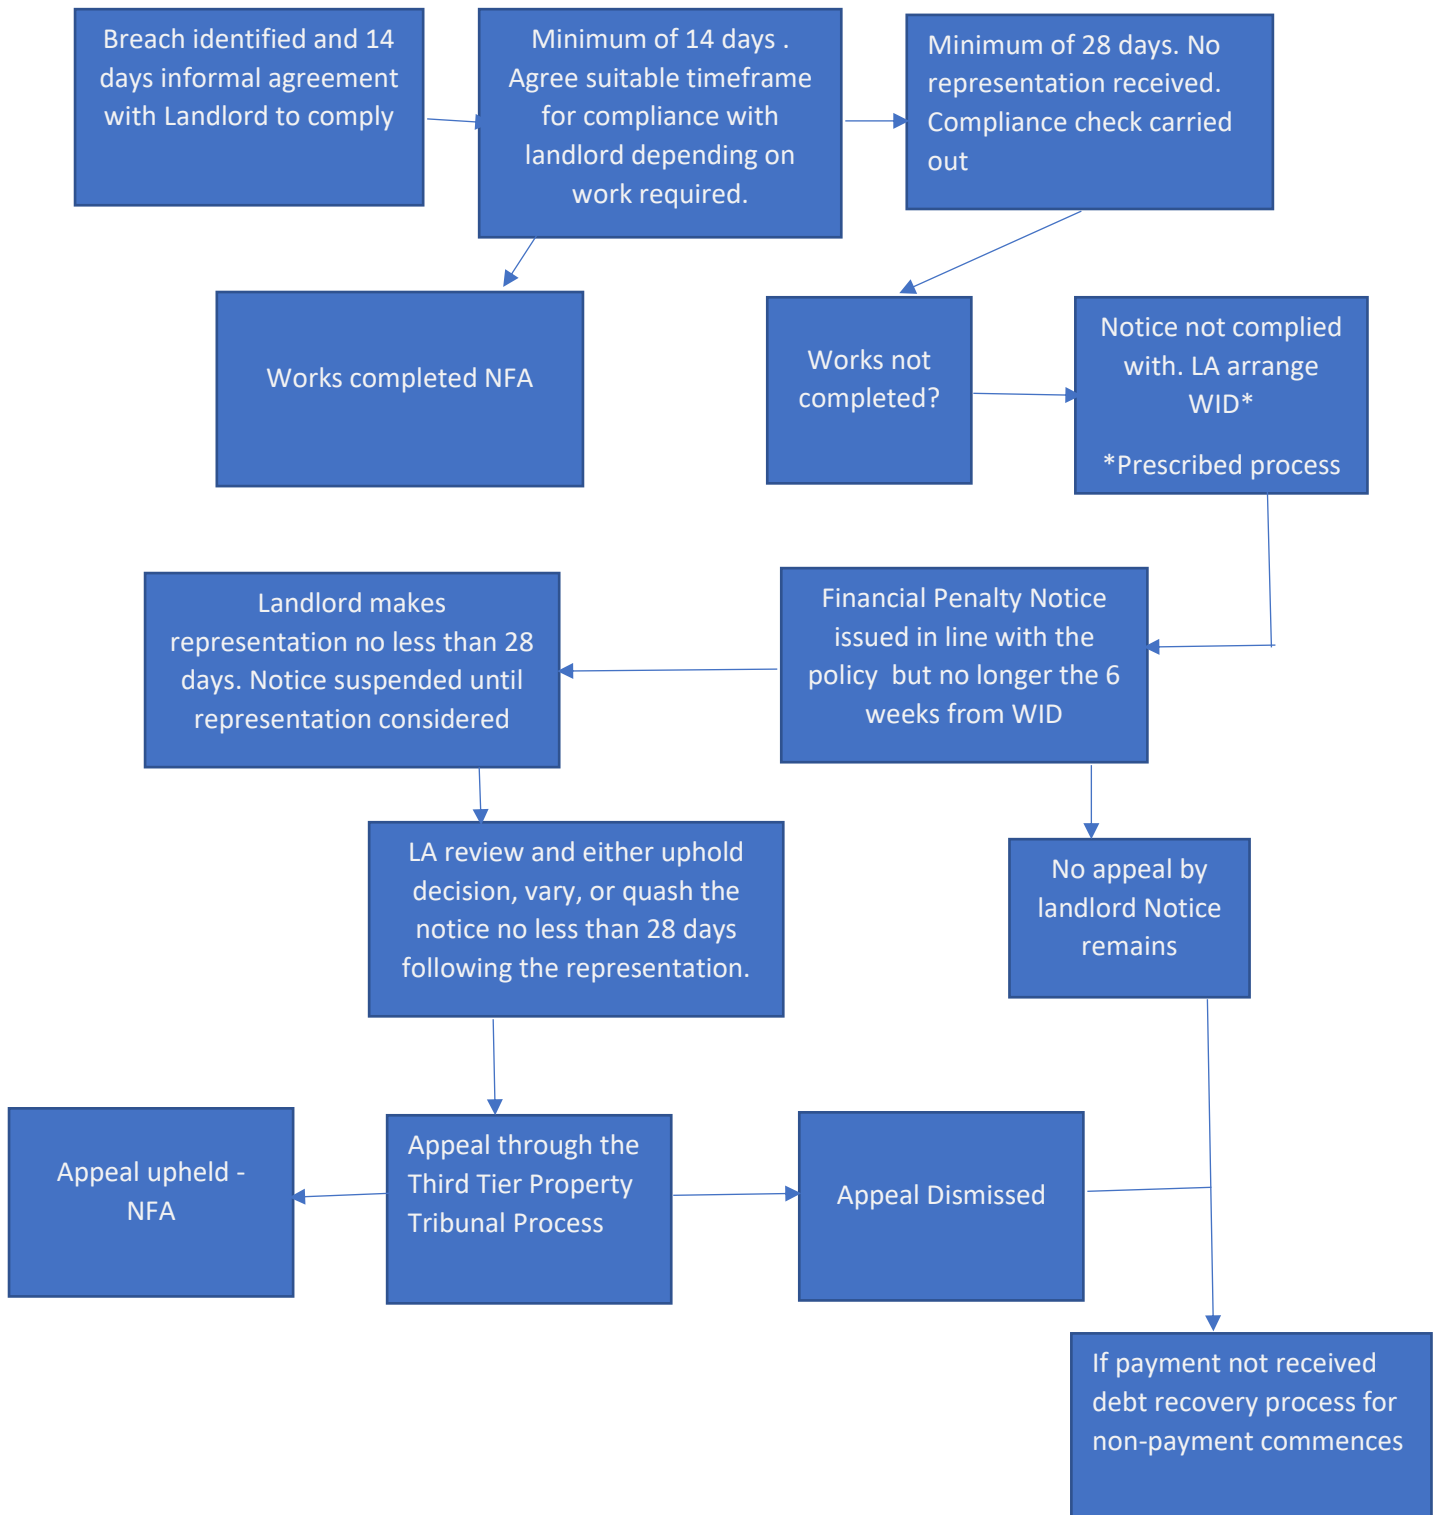 Breach identified and 14
days informal agreement
with Landlord to comply
Minimum of 14 days .
Agree suitable timeframe
for compliance with
landlord depending on
work required.
Minimum of 28 days. No
representation received.
Compliance check carried
out
Works completed NFA
Works not
completed?
Notice not complied
with. LA arrange
WID*
*Prescribed process
Landlord makes
representation no less than 28
days. Notice suspended until
representation considered
Financial Penalty Notice
issued in line with the
policy  but no longer the 6
weeks from WID
LA review and either uphold
decision, vary, or quash the
notice no less than 28 days
following the representation.
No appeal by
landlord Notice
remains
Appeal upheld -
NFA
Appeal through the
Third Tier Property
Tribunal Process
Appeal Dismissed
If payment not received
debt recovery process for
non-payment commences